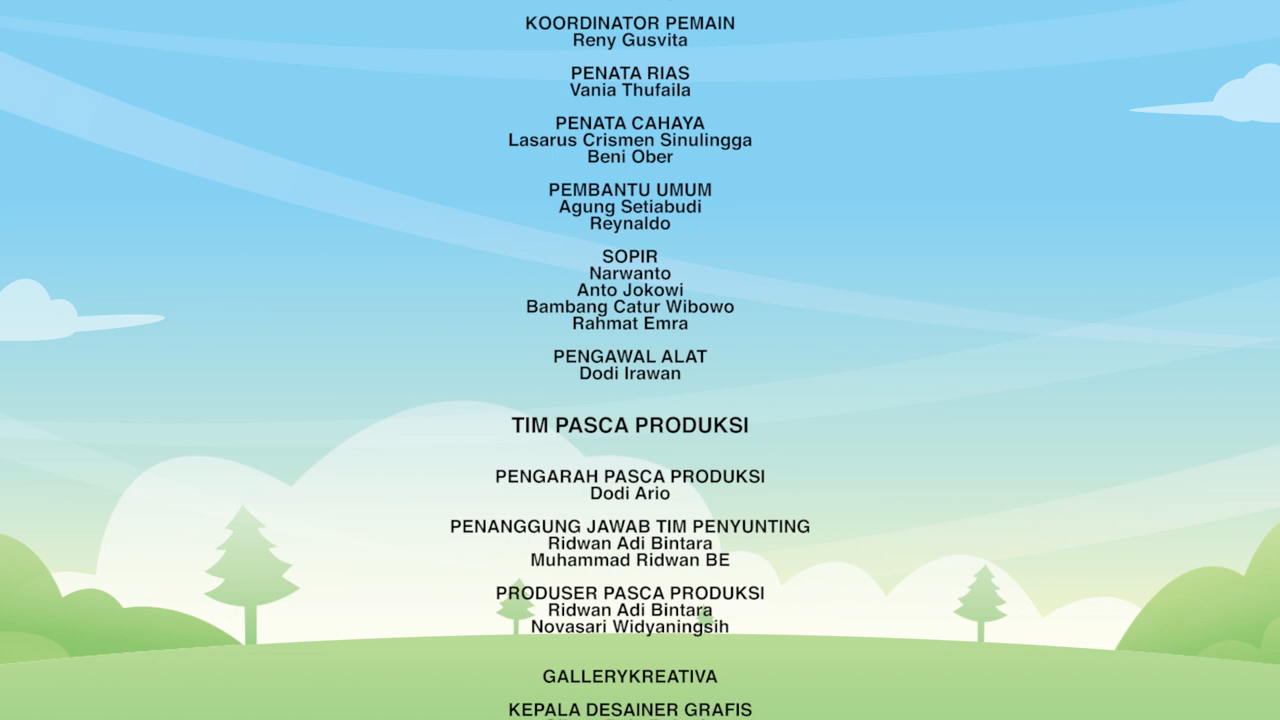 KOORDINATOR PEMAIN
Reny Gusvita
PENATA RIAS
Vania Thufaila
PENATA CAHAYA
Lasarus Crismen Sinulingga
Beni Ober
PEMBANTU UMUM
Agung Setiabudi
Reynaldo
SOPIR
Narwanto
Anto Jokowi
Bambang Catur Wibowo
Rahmat Emra
PENGAWAL ALAT
Dodi Irawan
TIM PASCA PRODUKSI
PENGARAH PASCA PRODUKSI
Dodi Ario
PENANGGUNG JAWAB TIM PENYUNTING
Ridwan Adi Bintara
Muhammad Ridwan BE
PRODUSER PASCA PRODUKSI
Ridwan Adi Bintara
Novasari Widyaningsih
GALLERYKREATIVA
KEPALA DESAINER GRAFIS